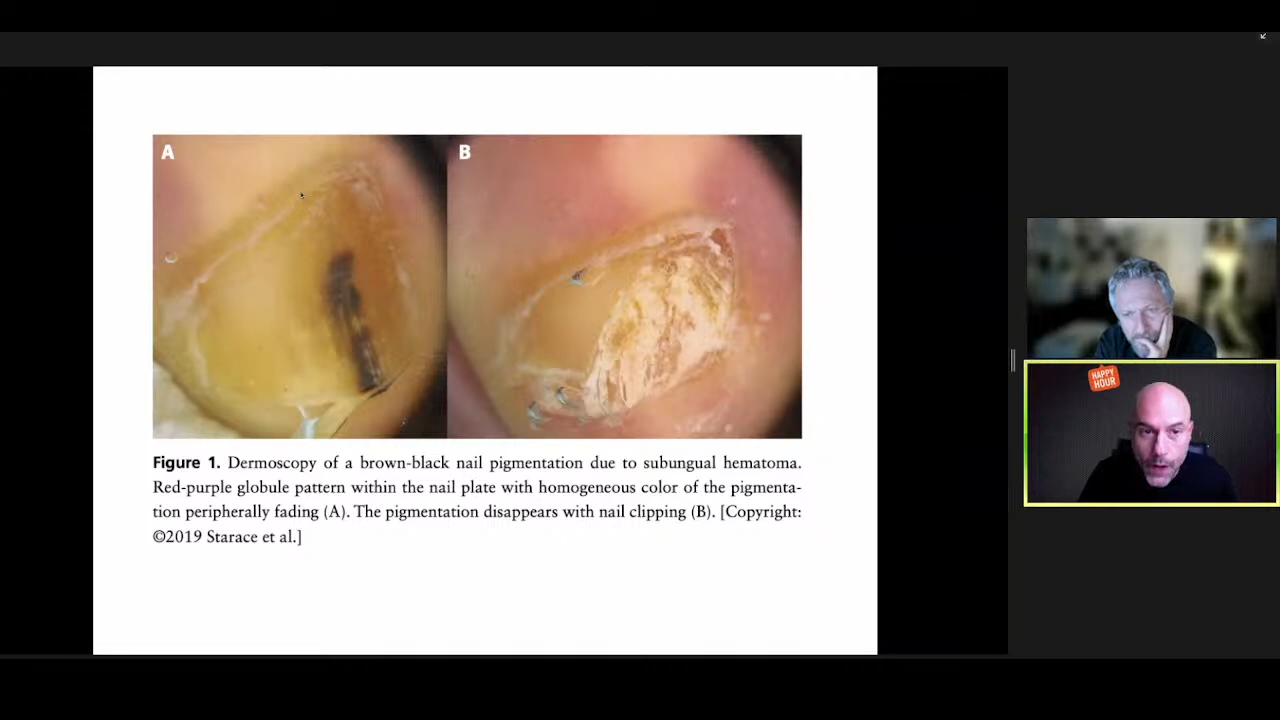 A
B
Figure 1. Dermoscopy of a brown-black nail pigmentation due to subungual hematoma.
Red-purple globule pattern within the nail plate with homogeneous color of the pigmenta-
tion peripherally fading (A). The pigmentation disappears with nail clipping (B). [Copyright:
©2019 Starace et al.]
HAPPY
HOUR